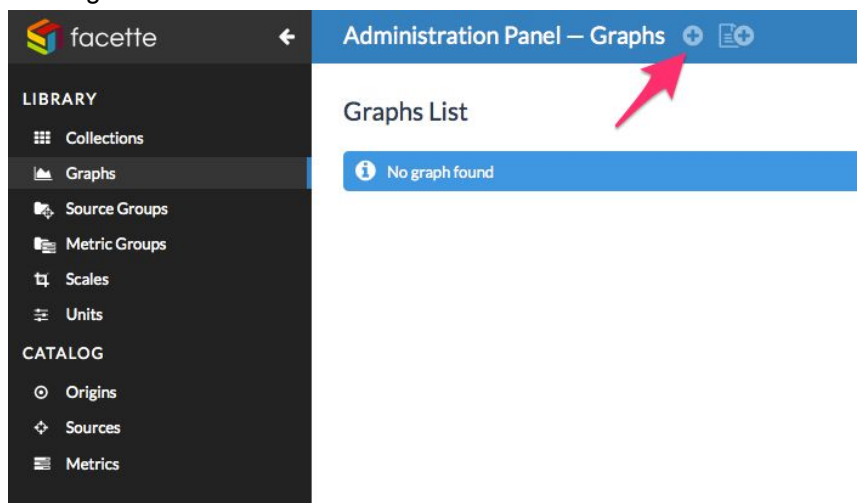 facette
Administration Panel — Graphs
LIBRARY
Collections
Graphs
Source Groups
Metric Groups
Scales
Units
CATALOG
Origins
Sources
Metrics
Graphs List
No graph found